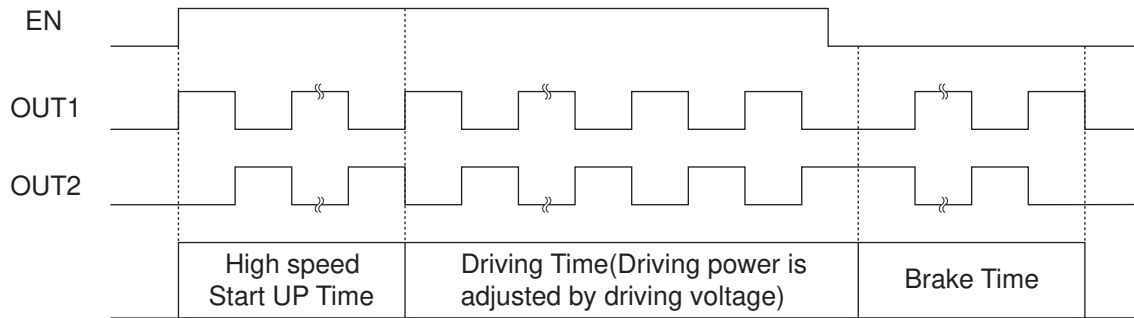 EN
OUT1
OUT2
High speed
Start UP Time
Driving Time(Driving power is
adjusted by driving voltage)
Brake Time